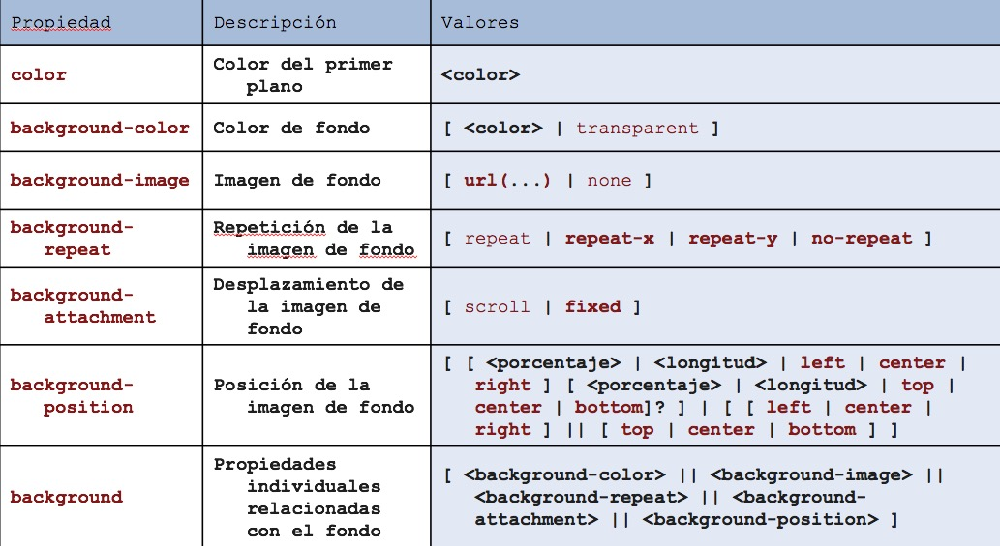 Propiedad Descripción Valores
color Color del primer plano <color>
background-color Color de fondo [ <color> | transparent ]
background-image Imagen de fondo [ url(...) | none ]
background-
repeat
Repetición de la
imagen de fondo
[ repeat | repeat-x | repeat-y | no-repeat ]
background-
attachment
Desplazamiento de
la imagen de
fondo
[ scroll | fixed ]
background-
position
Posición de la
imagen de fondo
[ [ <porcentaje> | <longitud> | left | center |
right ] [ <porcentaje> | <longitud> | top |
center | bottom]? ] | [ [ left | center |
right ] || [ top | center | bottom ] ]
background
Propiedades
individuales
relacionadas
con el fondo
[ <background-color> || <background-image> ||
<background-repeat> || <background-
attachment> || <background-position> ]